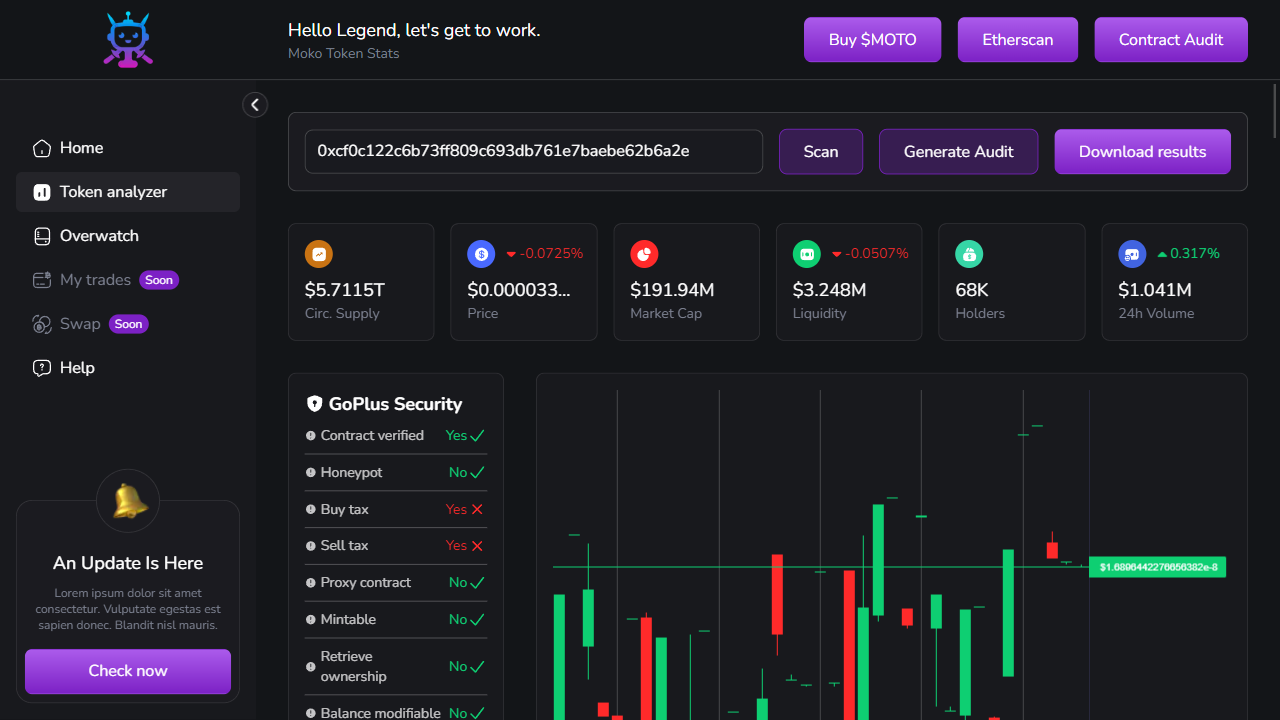 Hello Legend, let's get to work.
Moko Token Stats
Buy $MOTO
Etherscan
Contract Audit
Home
Token analyzer
Overwatch
My trades Soon
Swap Soon
Help
An Update Is Here
Lorem ipsum dolor sit amet
consectetur. Vulputate egestas est
sapien donec. Blandit nisl mauris.
Check now
0xcf0c122c6b73ff809c693db761e7baebe62b6a2e
Scan
Generate Audit
Download results
$5.7115T
Circ. Supply
-0.0725%
$0.000033...
Price
$191.94M
Market Cap
-0.0507%
$3.248M
Liquidity
68K
Holders
0.317%
$1.041M
24h Volume
GoPlus Security
Contract verified Yes
Honeypot No
Buy tax Yes
Sell tax Yes
Proxy contract No
Mintable No
Retrieve
ownership No
Balance modifiable No
$1.6896442276656382e-8